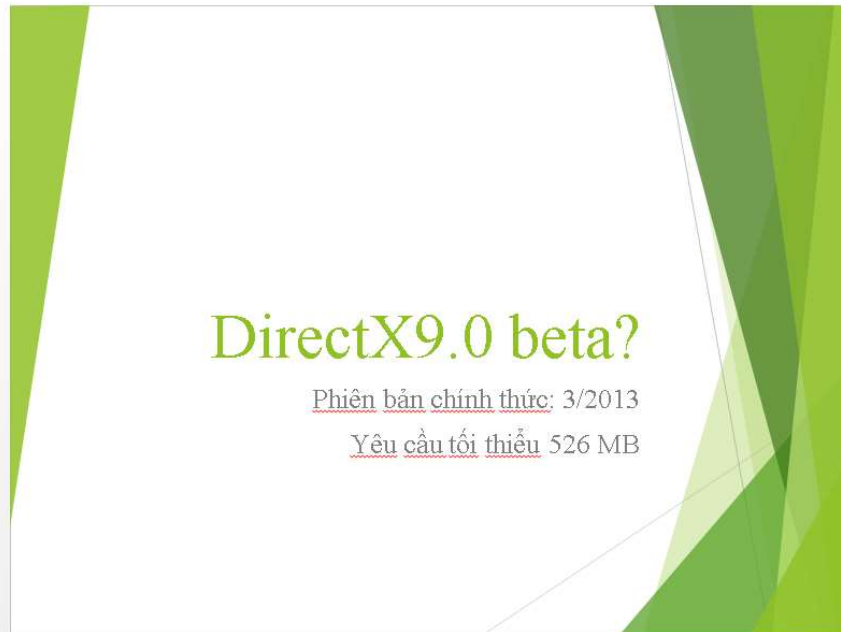 DirectX9.0 beta?
Phiên bản chính thức: 3/2013
Yêu cầu tối thiểu 526 MB